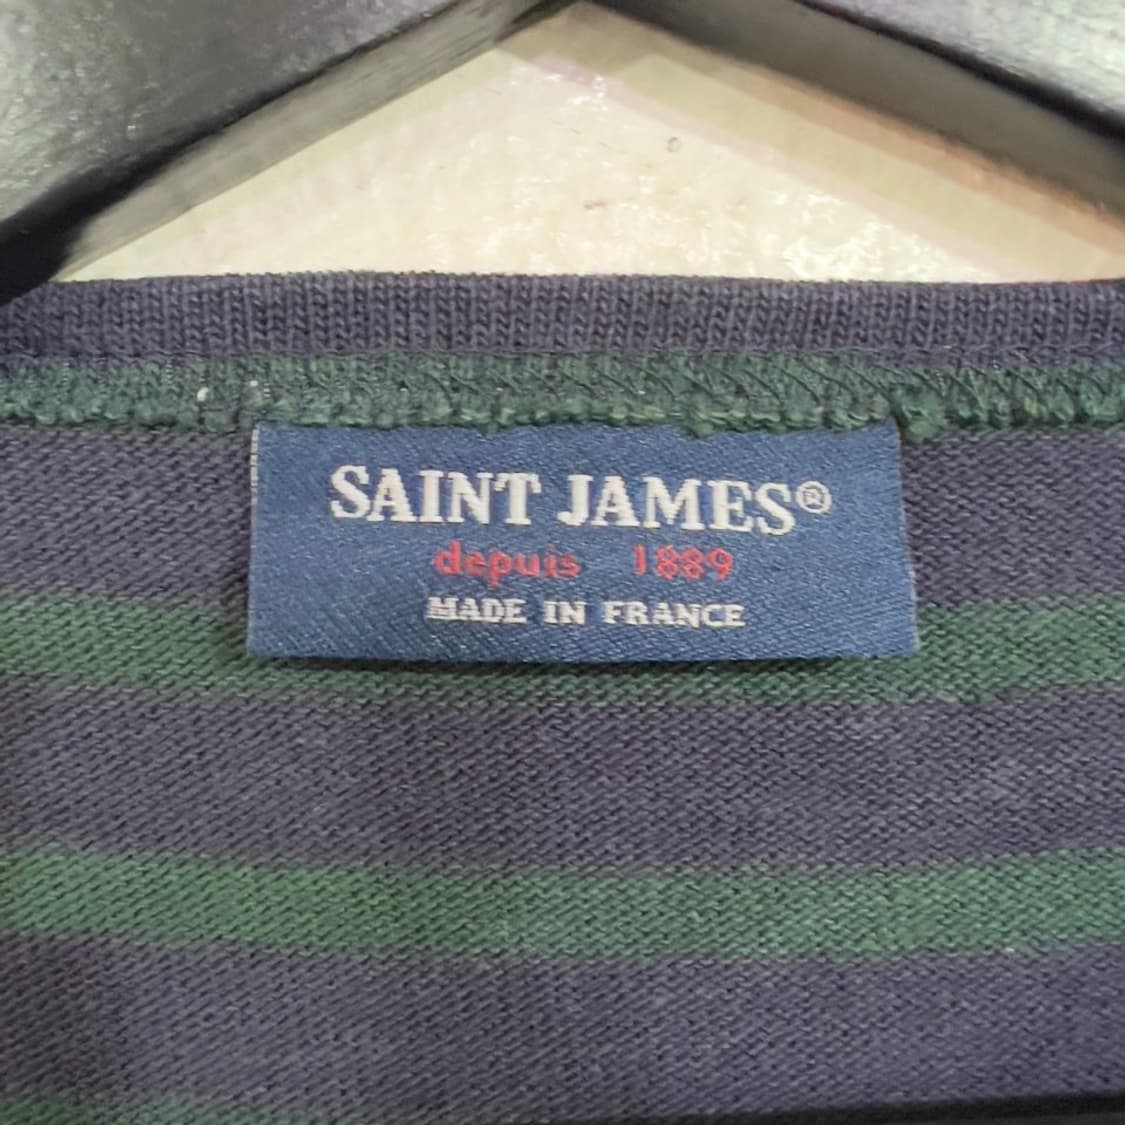 SAINT JAMES®
depuis 1889
MADE IN FRANCE